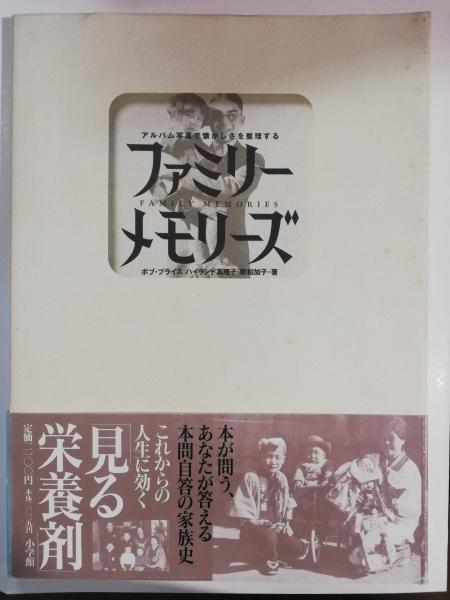 アルバム写真で懐かしさを整理する
ファミリー
FAMILY MEMORIES
メモリーズ
ボブ・プライス ハイランド真理子 原和加子・著
本が問う、
あなたが答える
本問自答の家族史
これからの
人生に効く
「見る
栄養剤」
小学館